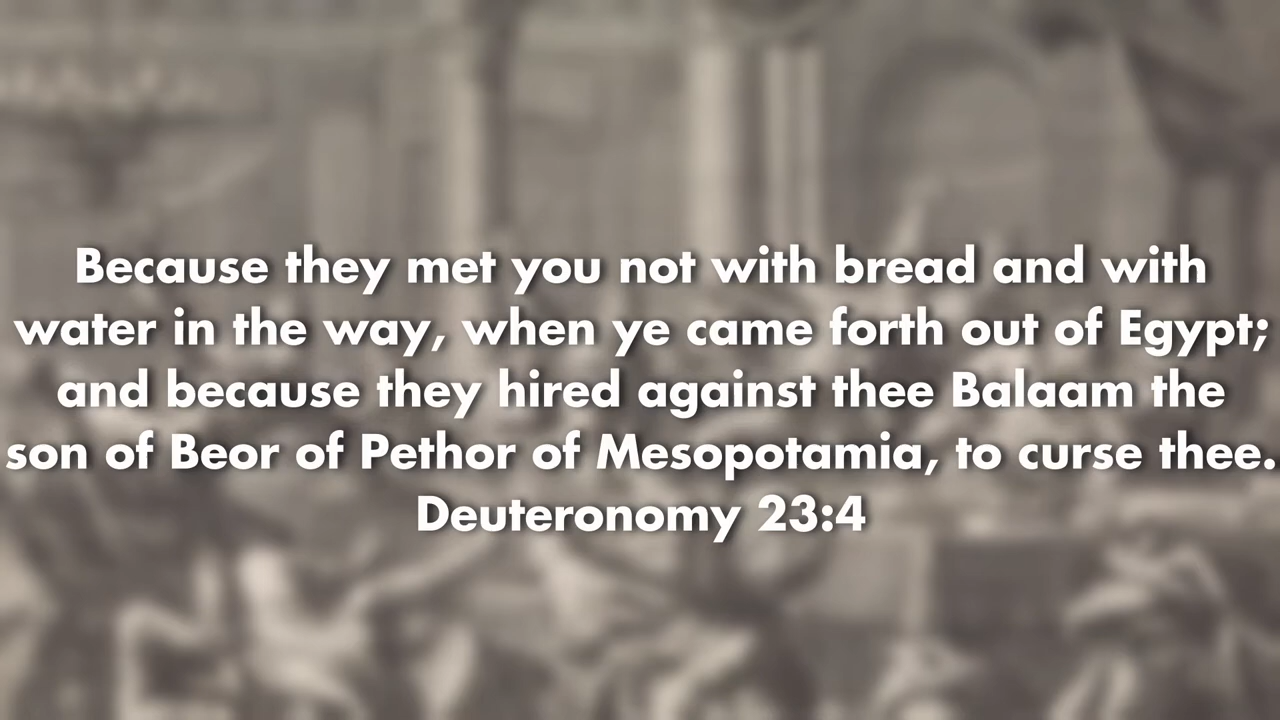 Because they met you not with bread and with
water in the way, when ye came forth out of Egypt;
and because they hired against thee Balaam the
son of Beor of Pethor of Mesopotamia, to curse thee.
Deuteronomy 23:4